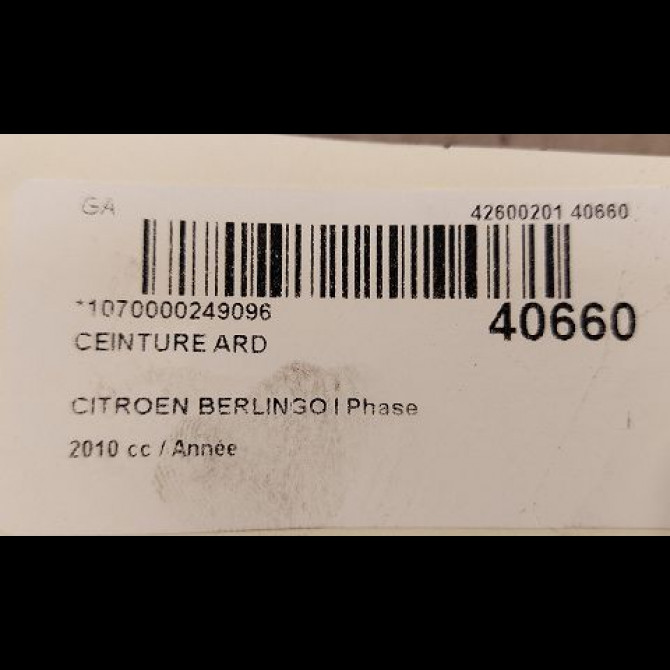 GA
42600201 40660
*1070000249096
40660
CEINTURE ARD
CITROEN BERLINGO I Phase
2010 cc / Année